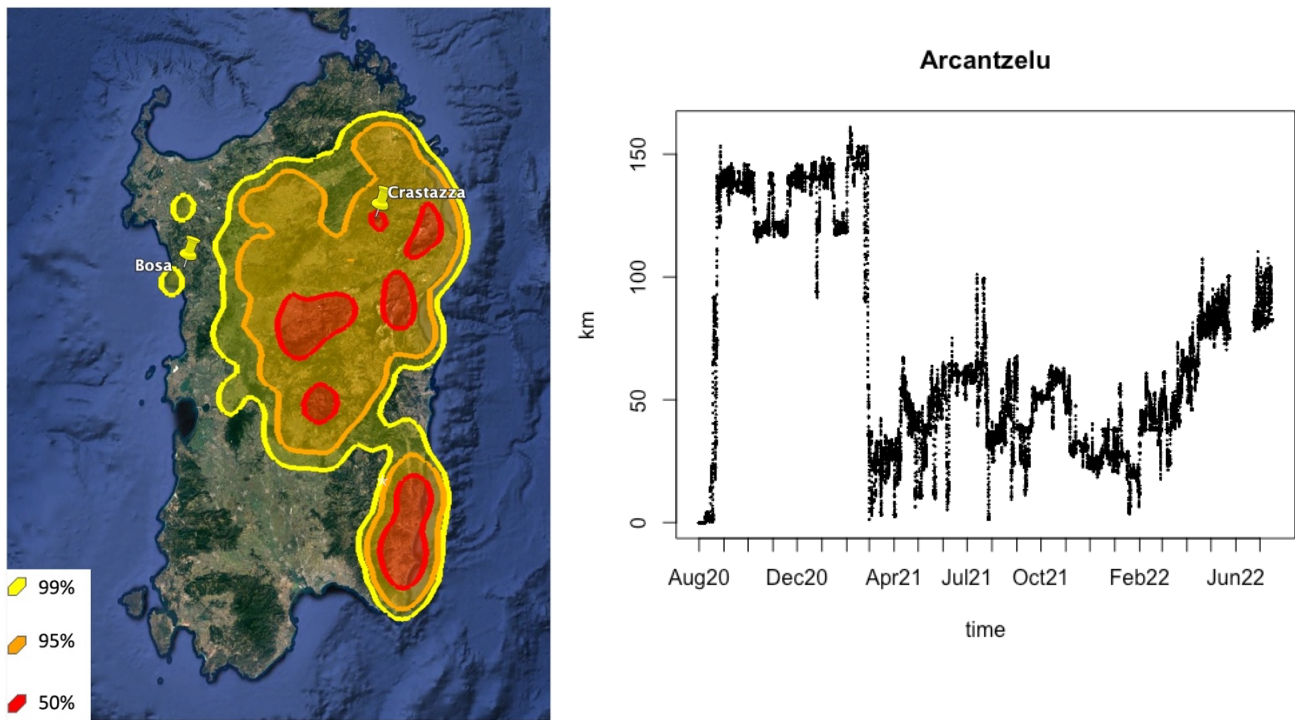 Crastazza
Bosa
99%
95%
50%
Arcantzelu
km
150
100
50
0
Aug20 Dec20 Apr21 Jul21 Oct21 Feb22 Jun22
time